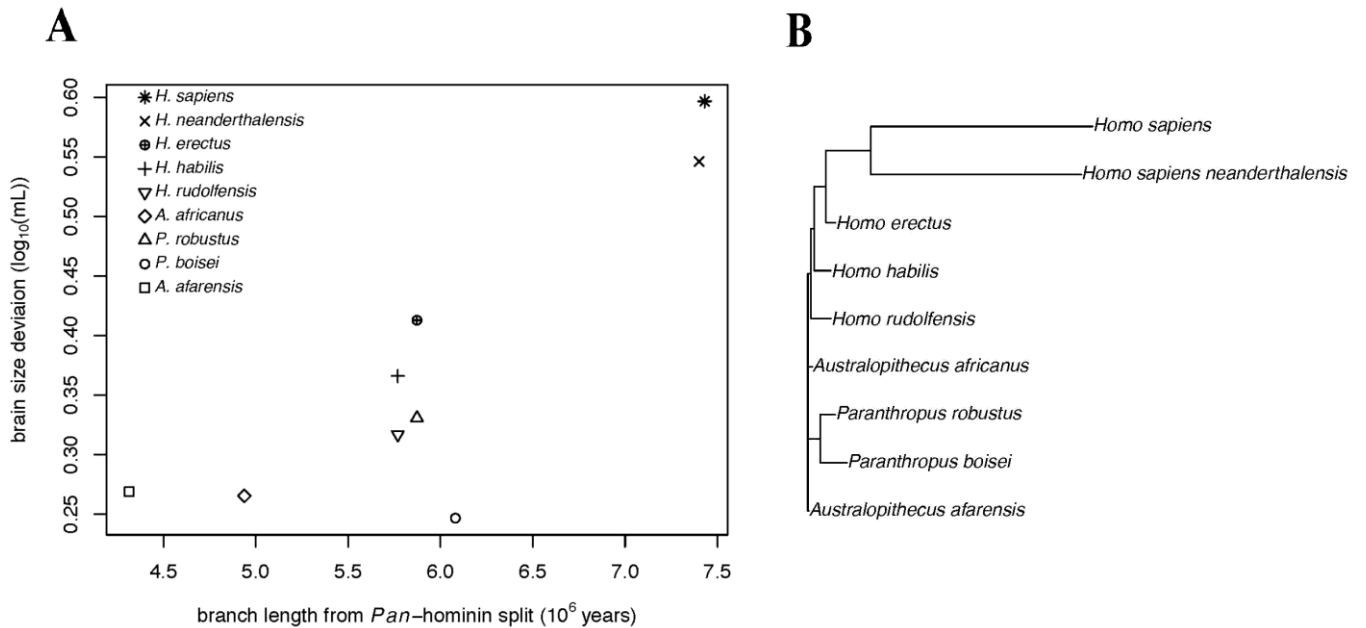 A
B
H. sapiens
H. neanderthalensis
H. erectus
H. habilis
H. rudolfensis
A. africanus
P. robustus
P. boisei
A. afarensis
0.60
0.55
0.50
0.45
0.40
0.35
0.30
0.25
brain size deviaion (log10(mL))
4.5 5.0 5.5 6.0 6.5 7.0 7.5
branch length from Pan–hominin split (10^6 years)
Homo sapiens
Homo sapiens neanderthalensis
Homo erectus
Homo habilis
Homo rudolfensis
Australopithecus africanus
Paranthropus robustus
Paranthropus boisei
Australopithecus afarensis